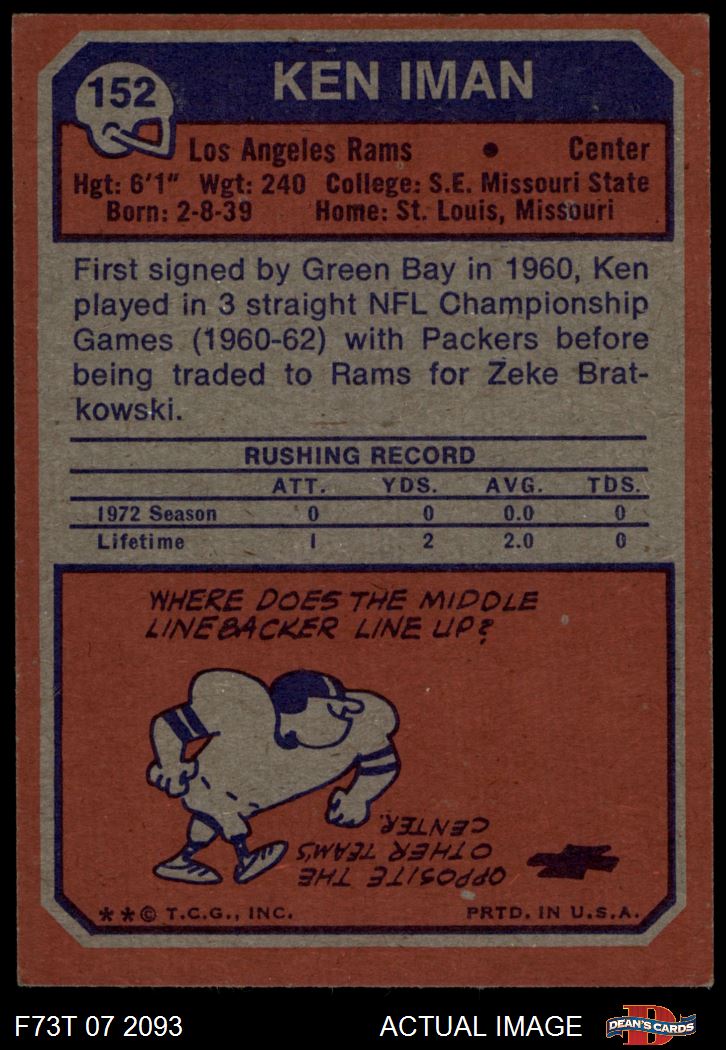 152
KEN IMAN
Los Angeles Rams • Center
Hgt: 6'1" Wgt: 240 College: S.E. Missouri State
Born: 2-8-39 Home: St. Louis, Missouri
First signed by Green Bay in 1960, Ken
played in 3 straight NFL Championship
Games (1960-62) with Packers before
being traded to Rams for Zeke Brat-
kowski.
RUSHING RECORD
ATT. YDS. AVG. TDS.
1972 Season 0 0 0.0 0
Lifetime 1 2 2.0 0
WHERE DOES THE MIDDLE
LINEBACKER LINE UP?
OPPOSITE THE
OTHER TEAM'S
CENTER.
**© T.C.G., INC. PRTD. IN U.S.A.
F73T 07 2093 ACTUAL IMAGE D DEAN'S CARDS